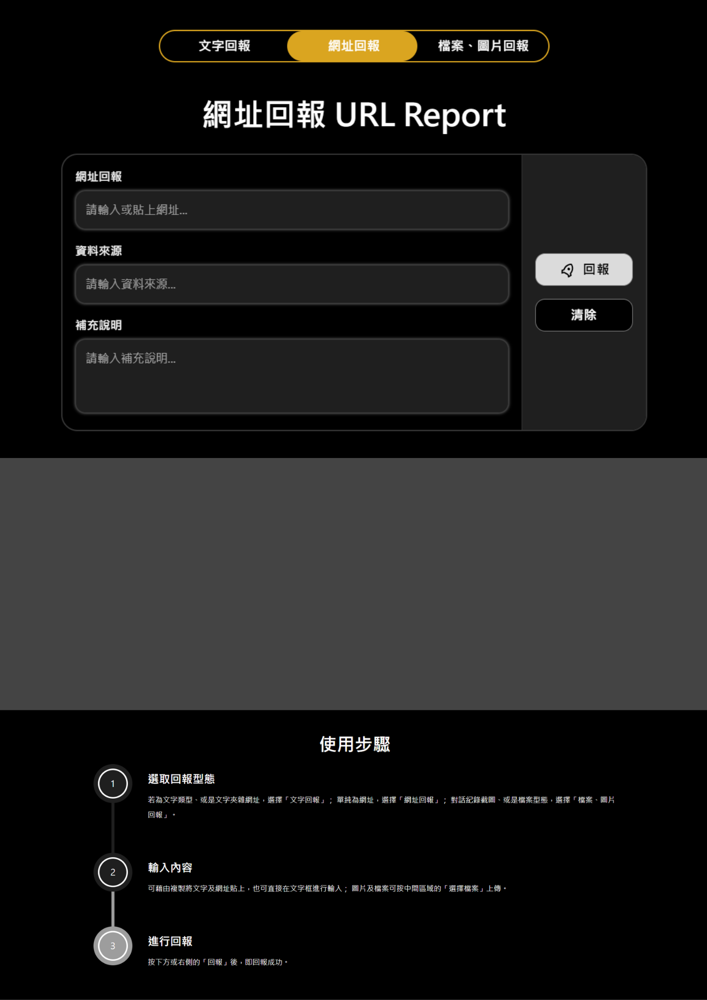 文字回報
網址回報
檔案、圖片回報
網址回報 URL Report
網址回報
請輸入或貼上網址...
資料來源
請輸入資料來源...
補充說明
請輸入補充說明...
回報
清除
使用步驟
1
選取回報型態
若為文字類型、或是文字夾雜網址，選擇「文字回報」； 單純為網址，選擇「網址回報」； 對話紀錄截圖、或是檔案型態，選擇「檔案、圖片
回報」。
2
輸入內容
可藉由複製將文字及網址貼上，也可直接在文字框進行輸入； 圖片及檔案可按中間區域的「選擇檔案」上傳。
3
進行回報
按下方或右側的「回報」後，即回報成功。